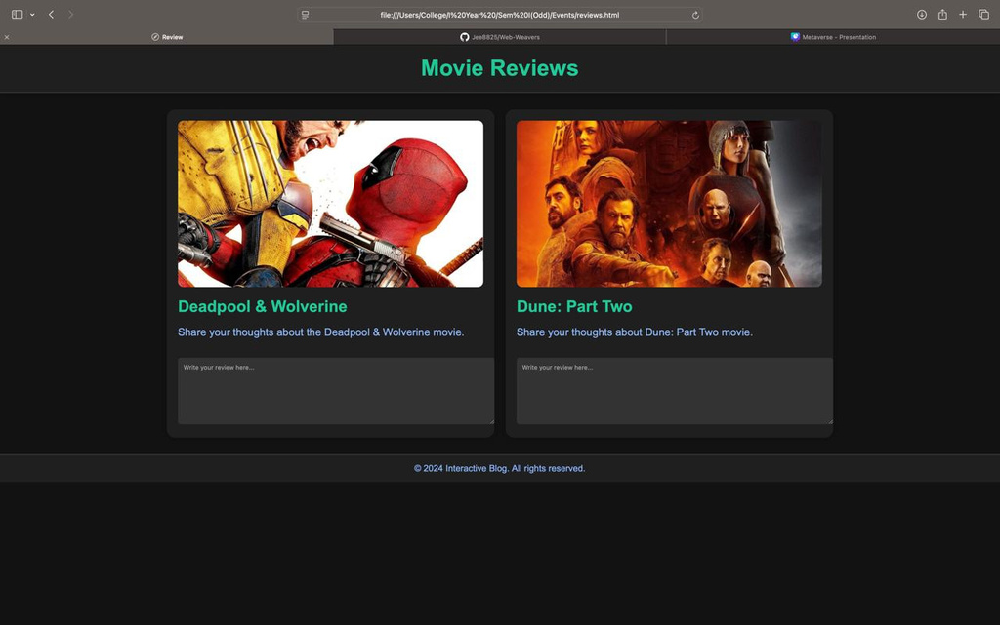 file:///Users/College/I%20Year%20/Sem%20I(Odd)/Events/reviews.html
Review
Jee8825/Web-Weavers
Metaverse - Presentation
Movie Reviews
Deadpool & Wolverine
Dune: Part Two
Share your thoughts about the Deadpool & Wolverine movie.
Share your thoughts about Dune: Part Two movie.
Write your review here...
Write your review here...
© 2024 Interactive Blog. All rights reserved.